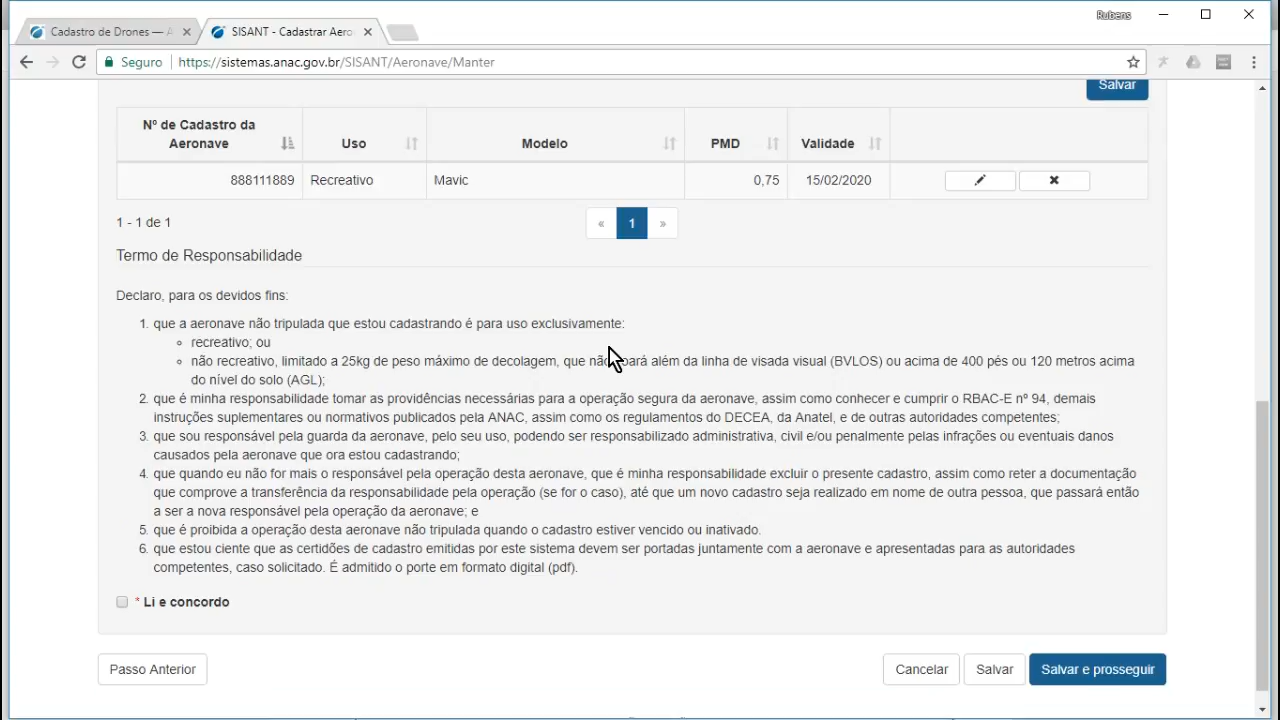 Rubens
Cadastro de Drones — A
SISANT - Cadastrar Aero
Seguro
https://sistemas.anac.gov.br/SISANT/Aeronave/Manter
Salvar
Nº de Cadastro da
Aeronave
Uso
Modelo
PMD
Validade
888111889
Recreativo
Mavic
0,75
15/02/2020
1 - 1 de 1
« 1 »
Termo de Responsabilidade
Declaro, para os devidos fins:
1. que a aeronave não tripulada que estou cadastrando é para uso exclusivamente:
recreativo; ou
não recreativo, limitado a 25kg de peso máximo de decolagem, que não além da linha de visada visual (BVLOS) ou acima de 400 pés ou 120 metros acima
do nível do solo (AGL);
2. que é minha responsabilidade tomar as providências necessárias para a operação segura da aeronave, assim como conhecer e cumprir o RBAC-E nº 94, demais
instruções suplementares ou normativos publicados pela ANAC, assim como os regulamentos do DECEA, da Anatel, e de outras autoridades competentes;
3. que sou responsável pela guarda da aeronave, pelo seu uso, podendo ser responsabilizado administrativa, civil e/ou penalmente pelas infrações ou eventuais danos
causados pela aeronave que ora estou cadastrando;
4. que quando eu não for mais o responsável pela operação desta aeronave, que é minha responsabilidade excluir o presente cadastro, assim como reter a documentação
que comprove a transferência da responsabilidade pela operação (se for o caso), até que um novo cadastro seja realizado em nome de outra pessoa, que passará então
a ser a nova responsável pela operação da aeronave; e
5. que é proibida a operação desta aeronave não tripulada quando o cadastro estiver vencido ou inativado.
6. que estou ciente que as certidões de cadastro emitidas por este sistema devem ser portadas juntamente com a aeronave e apresentadas para as autoridades
competentes, caso solicitado. É admitido o porte em formato digital (pdf).
* Li e concordo
Passo Anterior
Cancelar
Salvar
Salvar e prosseguir